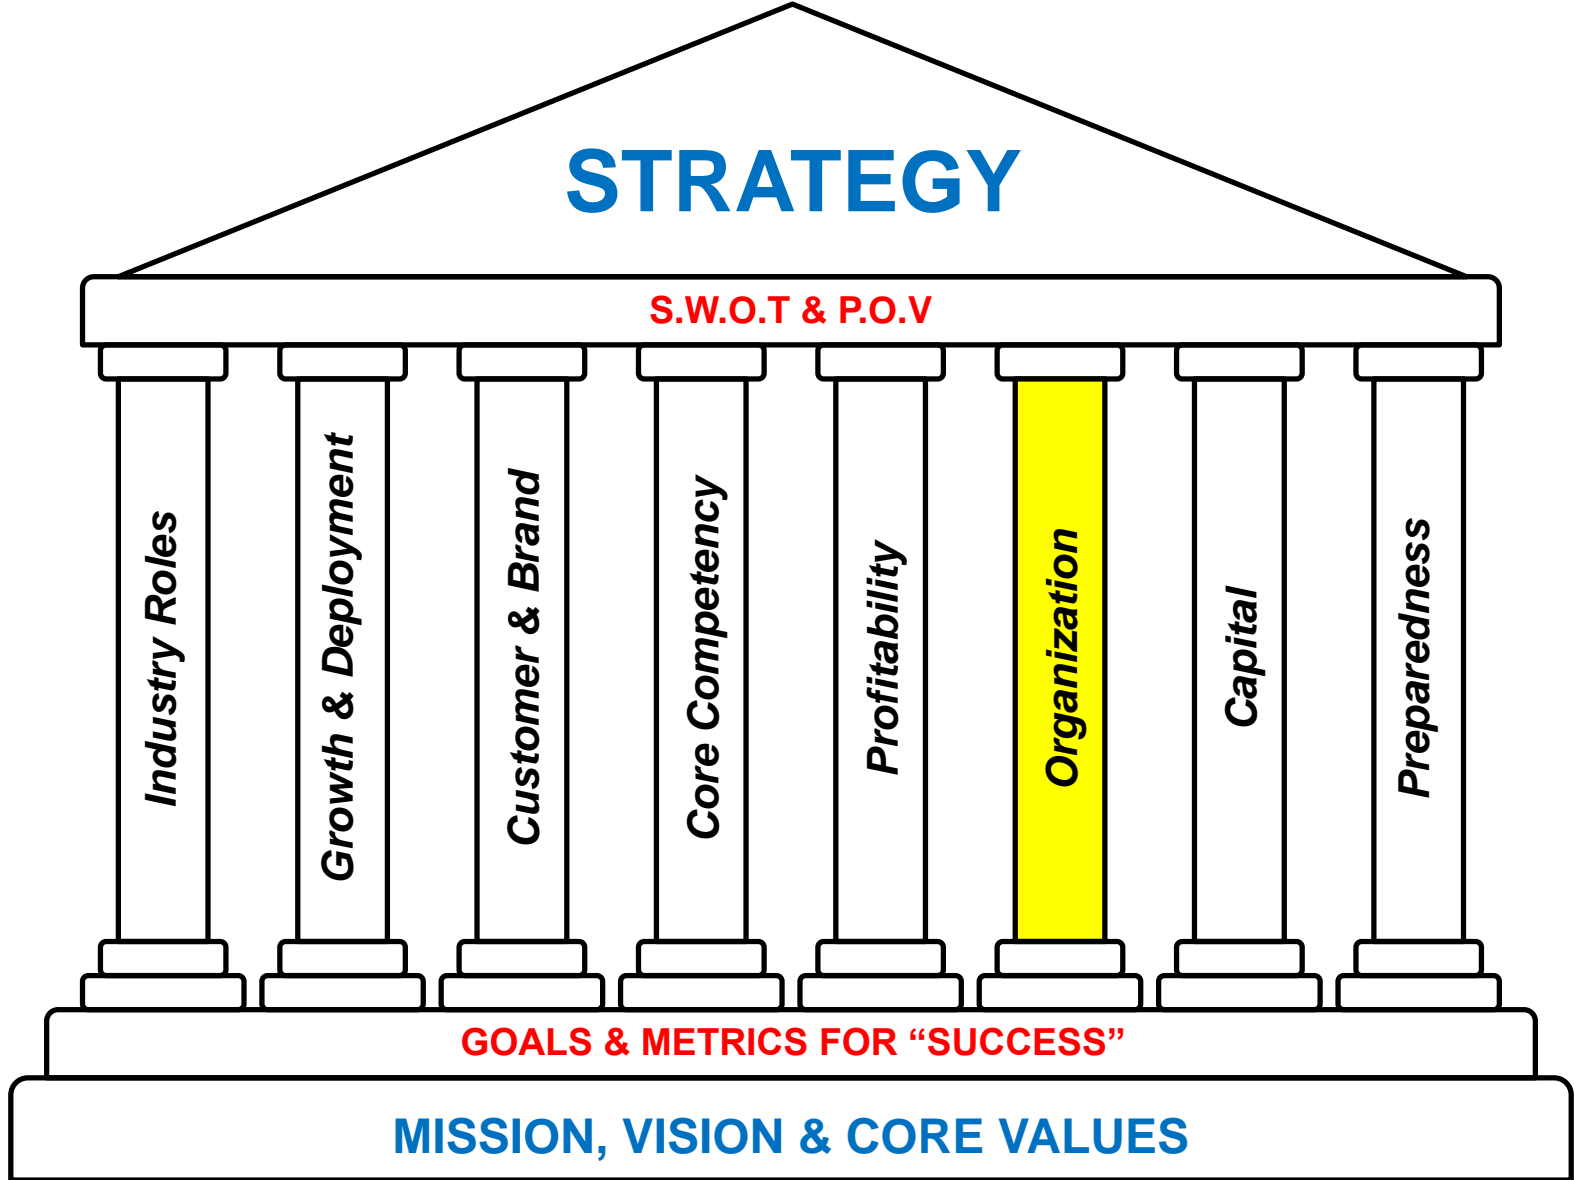 STRATEGY
S.W.O.T & P.O.V
Industry Roles
Growth & Deployment
Customer & Brand
Core Competency
Profitability
Organization
Capital
Preparedness
GOALS & METRICS FOR “SUCCESS”
MISSION, VISION & CORE VALUES